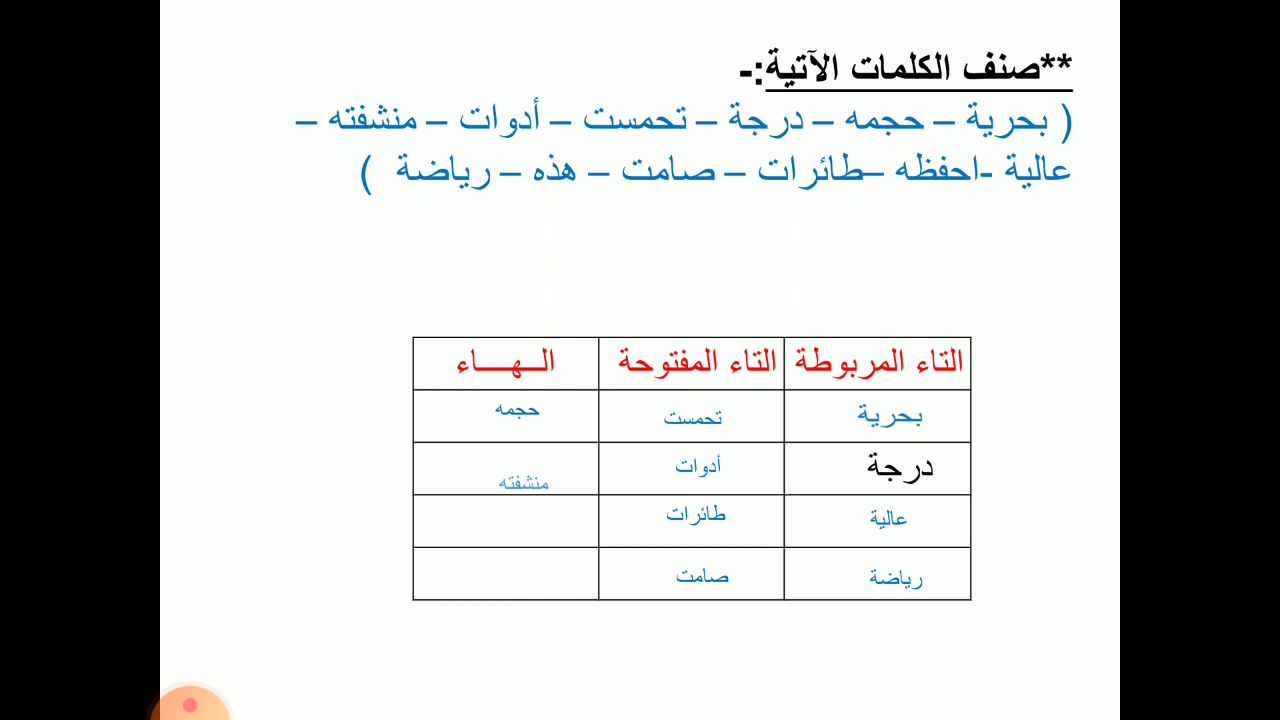 **صنف الكلمات الآتية:-
( بحرية – حجمه – درجة – تحمست – أدوات – منشفته –
عالية -احفظه –طائرات – صامت – هذه – رياضة )
التاء المربوطة التاء المفتوحة الـــهــــاء
بحرية تحمست حجمه
درجة أدوات منشفته
عالية طائرات
رياضة صامت